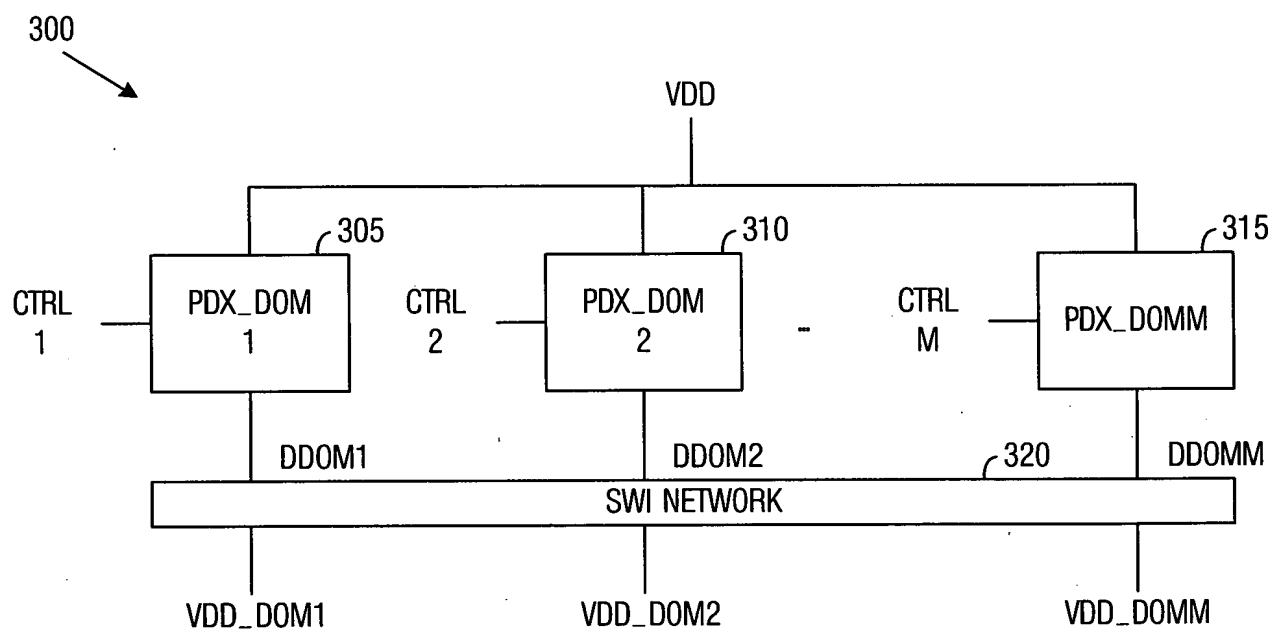 300
VDD
305
310
315
CTRL
1
PDX_DOM
1
CTRL
2
PDX_DOM
2
...
CTRL
M
PDX_DOMM
DDOM1
DDOM2
320
DDOMM
SWI NETWORK
VDD_DOM1
VDD_DOM2
VDD_DOMM